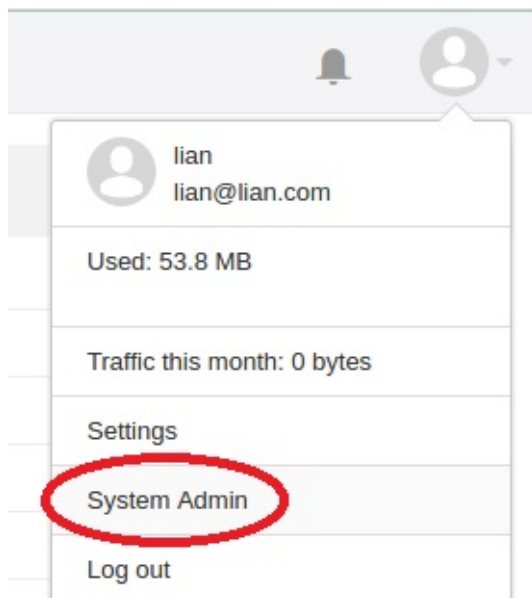 lian
lian@lian.com
Used: 53.8 MB
Traffic this month: 0 bytes
Settings
System Admin
Log out